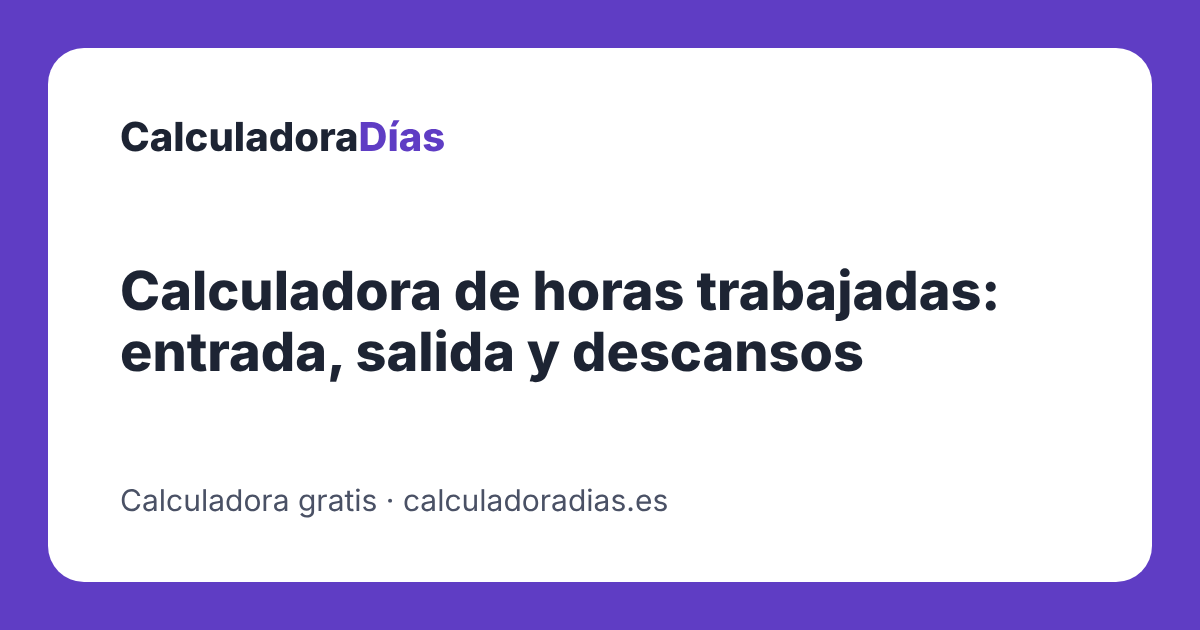 CalculadoraDías
Calculadora de horas trabajadas:
entrada, salida y descansos
Calculadora gratis · calculadoradias.es